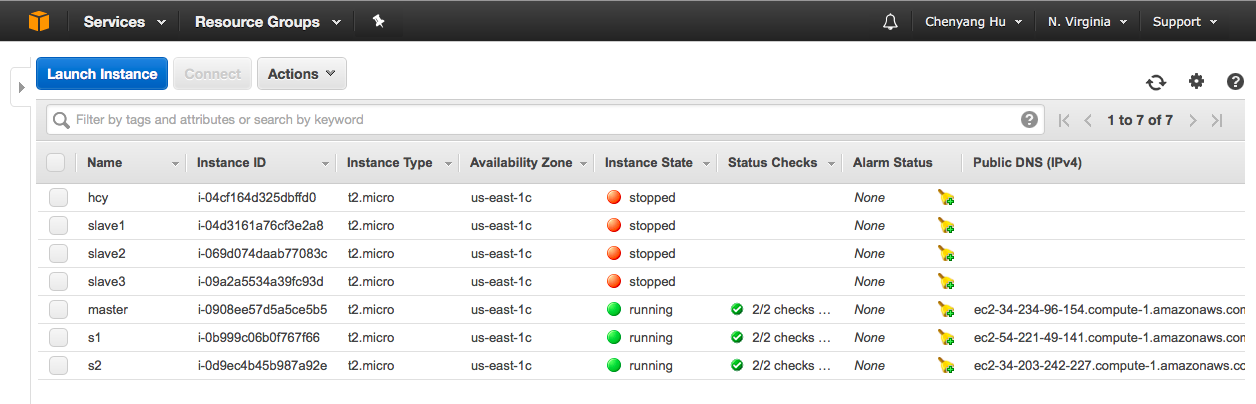 Services Resource Groups Chenyang Hu N. Virginia Support
Launch Instance Connect Actions
Filter by tags and attributes or search by keyword 1 to 7 of 7
Name Instance ID Instance Type Availability Zone Instance State Status Checks Alarm Status Public DNS (IPv4)
hcy i-04cf164d325dbffd0 t2.micro us-east-1c stopped None
slave1 i-04d3161a76cf3e2a8 t2.micro us-east-1c stopped None
slave2 i-069d074daab77083c t2.micro us-east-1c stopped None
slave3 i-09a2a5534a39fc93d t2.micro us-east-1c stopped None
master i-0908ee57d5a5ce5b5 t2.micro us-east-1c running 2/2 checks ... None ec2-34-234-96-154.compute-1.amazonaws.con
s1 i-0b999c06b0f767f66 t2.micro us-east-1c running 2/2 checks ... None ec2-54-221-49-141.compute-1.amazonaws.con
s2 i-0d9ec4b45b987a92e t2.micro us-east-1c running 2/2 checks ... None ec2-34-203-242-227.compute-1.amazonaws.co